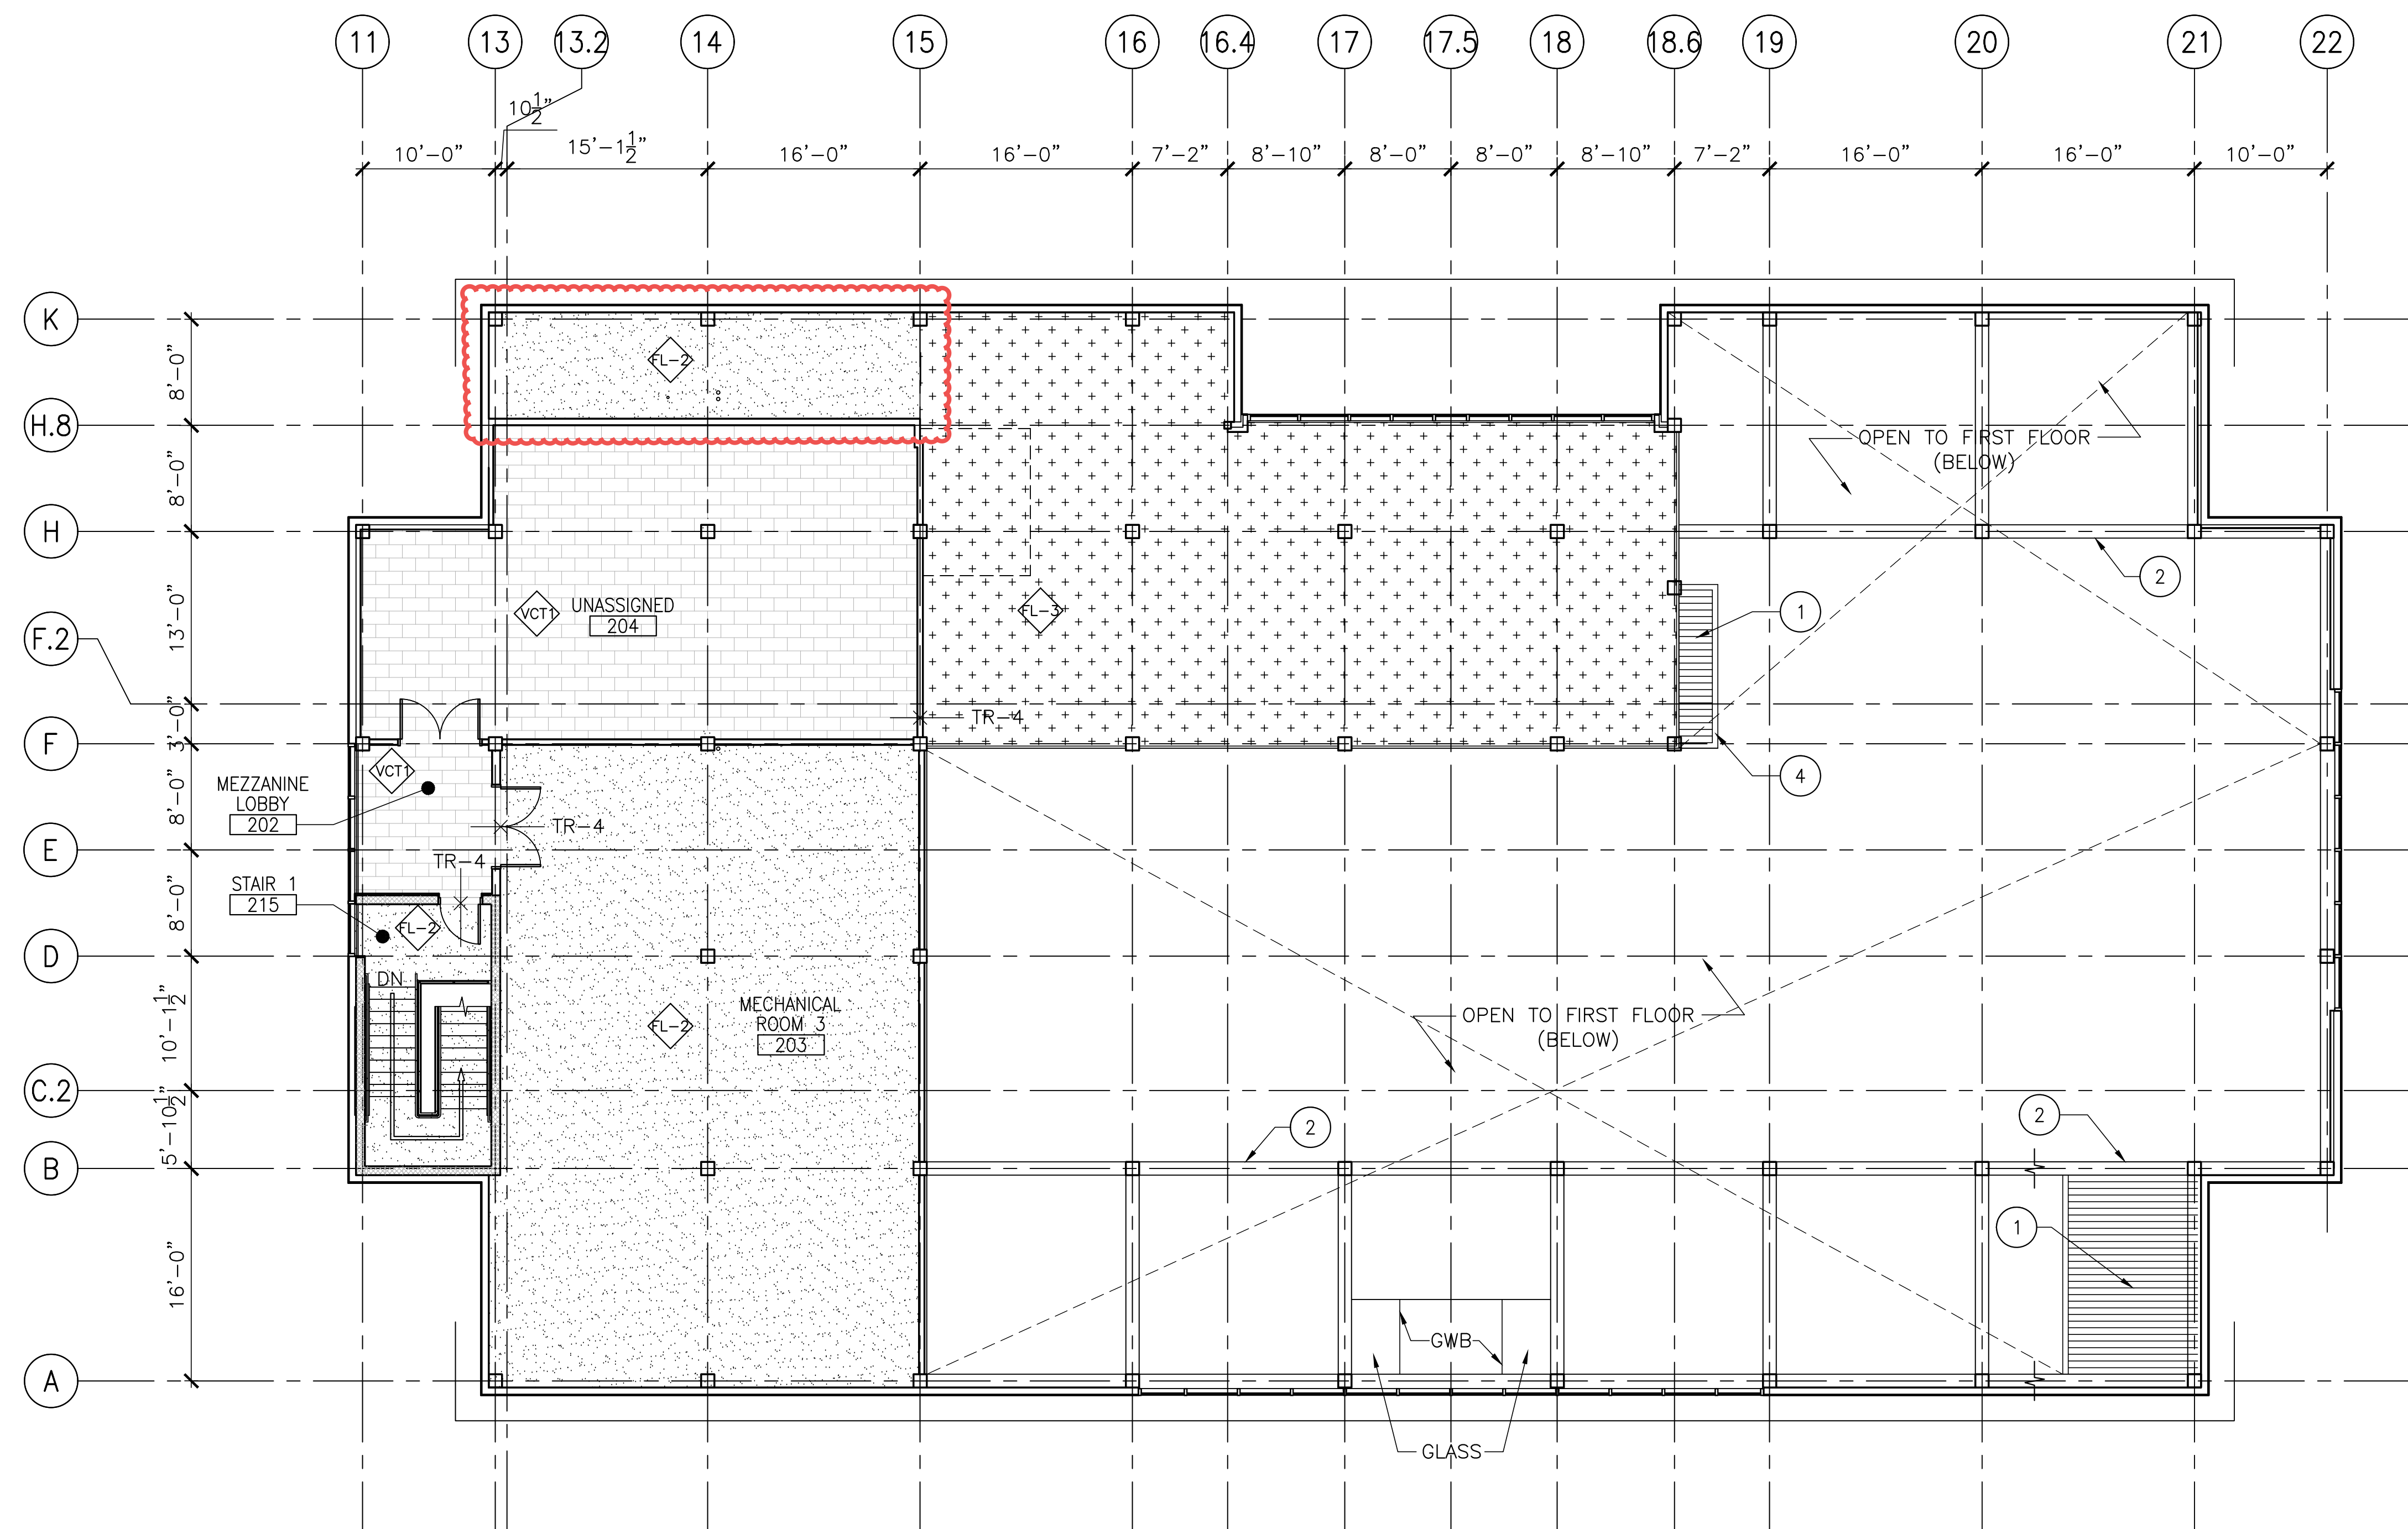 11 13 13.2 14 15 16 16.4 17 17.5 18 18.6 19 20 21 22
10 1/2"
10'-0" 15'-1 1/2" 16'-0" 16'-0" 7'-2" 8'-10" 8'-0" 8'-0" 8'-10" 7'-2" 16'-0" 16'-0" 10'-0"
K
8'-0"
FL-2
H.8
OPEN TO FIRST FLOOR
(BELOW)
8'-0"
H
2
13'-0"
VCT1
UNASSIGNED
204
FL-3
1
F.2
3'-0"
TR-4
F
VCT1
4
MEZZANINE
LOBBY
202
8'-0"
TR-4
E
TR-4
STAIR 1
215
8'-0"
FL-2
D
DN
10'-1 1/2"
MECHANICAL
ROOM 3
203
FL-2
OPEN TO FIRST FLOOR
(BELOW)
C.2
5'-10 1/2"
2
2
B
1
16'-0"
GWB
A
GLASS